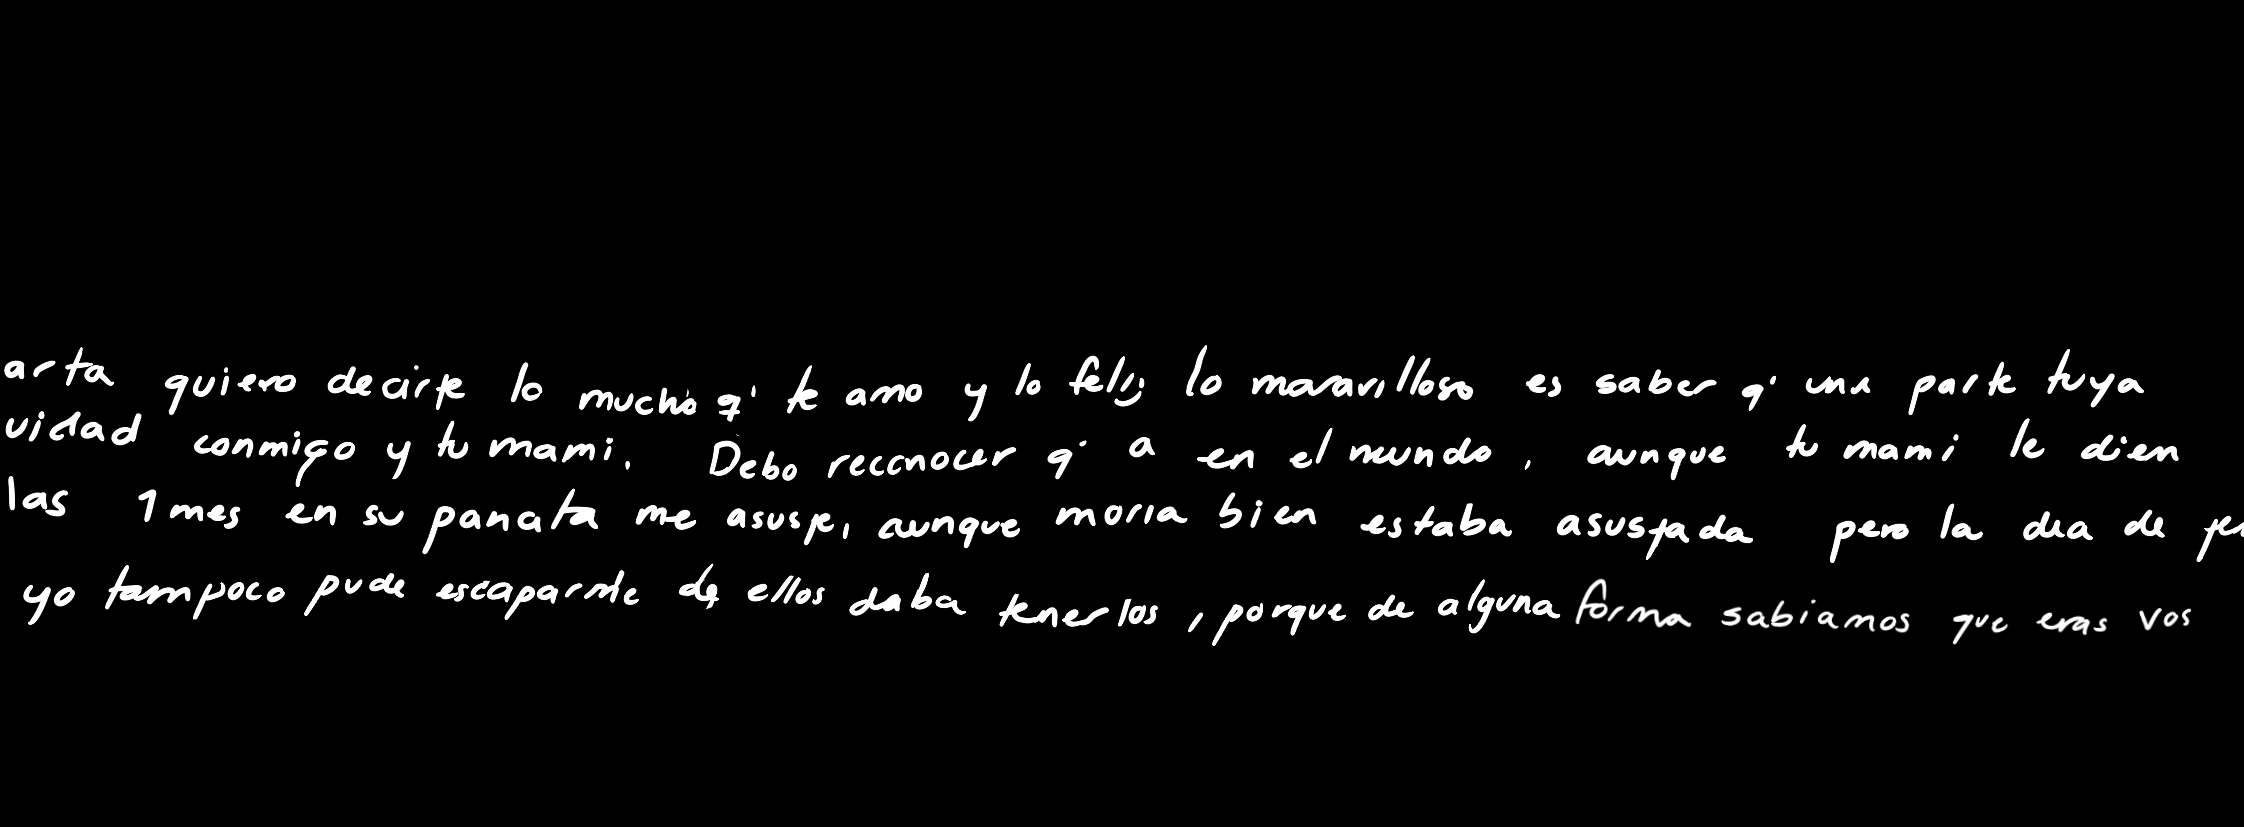 arta quiero decirte lo mucho q' te amo y lo feliz lo maravilloso es saber q' una parte tuya
vidad conmigo y tu mami. Debo reconocer q' a en el mundo, aunque tu mami le dien
las 1 mes en su panata me asuste, aunque moria bien estaba asustada pero la dea de
yo tampoco pude escaparme de ellos daba tenerlos, porque de alguna forma sabiamos que eras vos